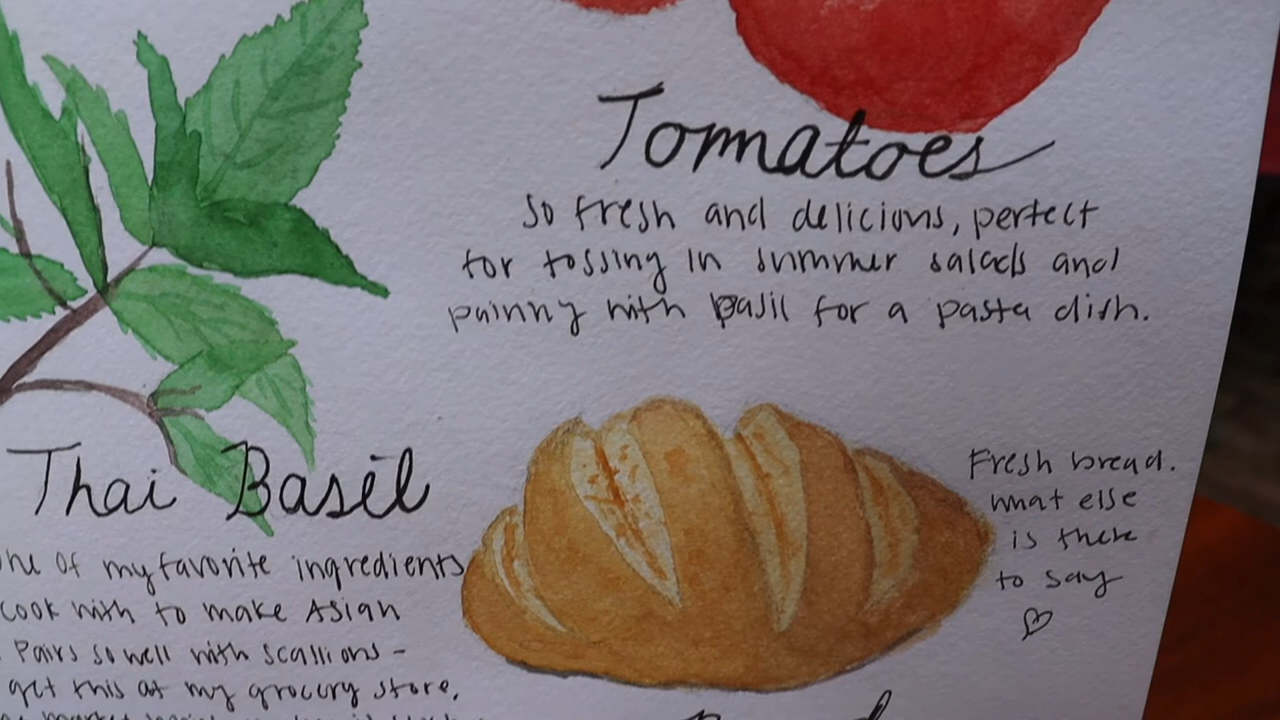 Tomatoes
So fresh and delicious, perfect
for tossing in summer salads and
pairing with basil for a pasta dish.
Thai Basil
one of my favorite ingredients
cook with to make Asian
Pairs so well with scallions -
get this at my grocery store,
Fresh bread.
what else
is there
to say
♡